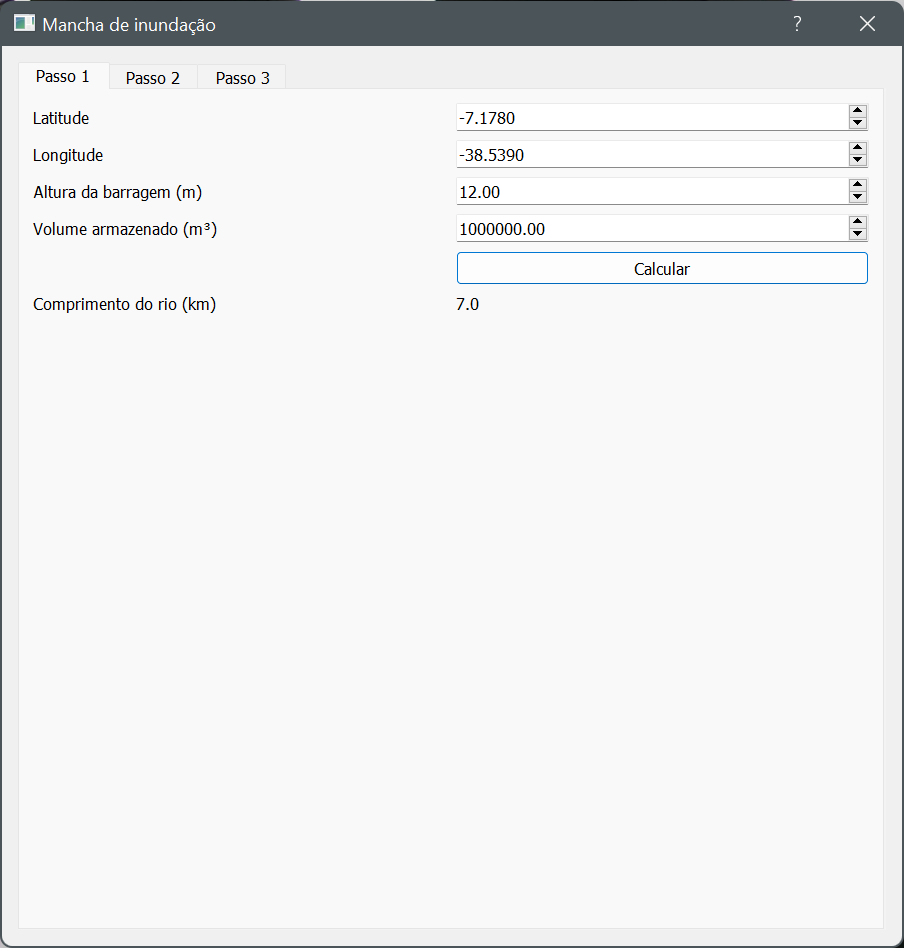 Mancha de inundação ?
Passo 1 Passo 2 Passo 3
Latitude -7.1780
Longitude -38.5390
Altura da barragem (m) 12.00
Volume armazenado (m³) 1000000.00
Calcular
Comprimento do rio (km) 7.0